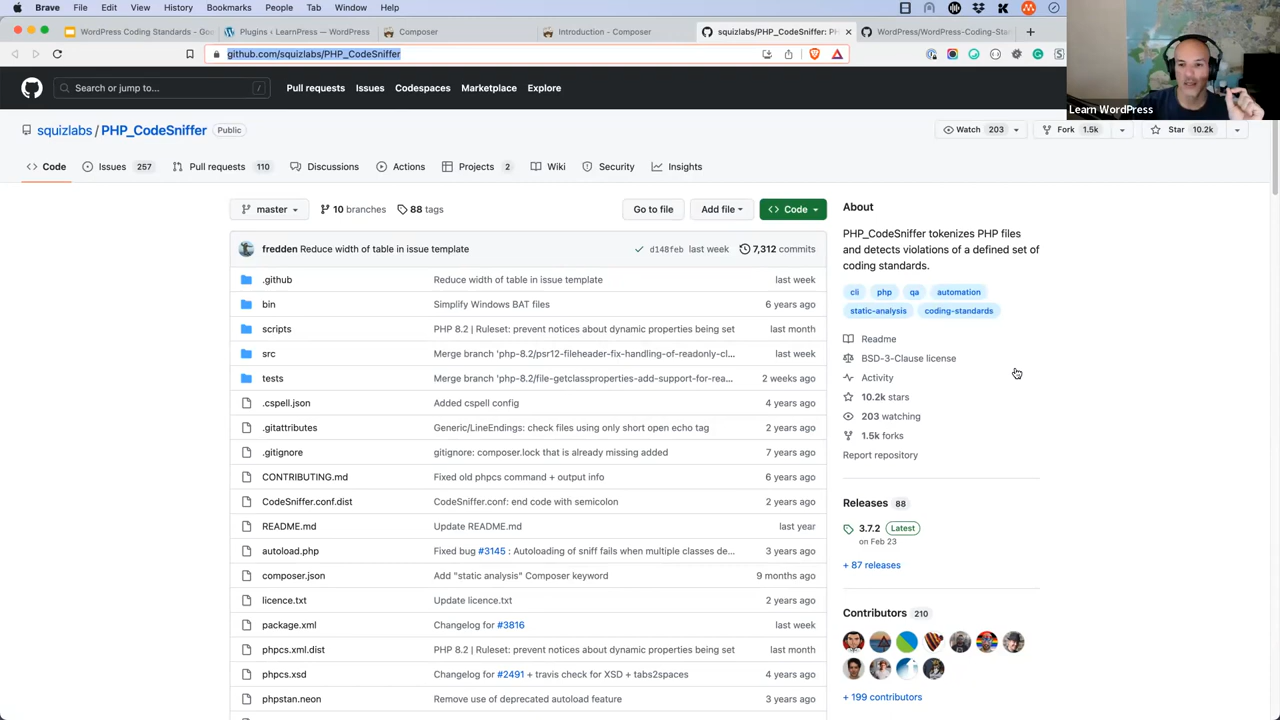 Brave File Edit View History Bookmarks People Tab Window Help
WordPress Coding Standards - Goo
Plugins ‹ LearnPress — WordPress
Composer
Introduction - Composer
squizlabs/PHP_CodeSniffer: P
WordPress/WordPress-Coding-Sta
github.com/squizlabs/PHP_CodeSniffer
Learn WordPress
Search or jump to... /
Pull requests Issues Codespaces Marketplace Explore
squizlabs / PHP_CodeSniffer Public
Watch 203 Fork 1.5k Star 10.2k
Code Issues 257 Pull requests 110 Discussions Actions Projects 2 Wiki Security Insights
master 10 branches 88 tags Go to file Add file Code
fredden Reduce width of table in issue template d148feb last week 7,312 commits
.github Reduce width of table in issue template last week
bin Simplify Windows BAT files 6 years ago
scripts PHP 8.2 | Ruleset: prevent notices about dynamic properties being set last month
src Merge branch 'php-8.2/psr12-fileheader-fix-handling-of-readonly-cl... last week
tests Merge branch 'php-8.2/file-getclassproperties-add-support-for-rea... 2 weeks ago
.cspell.json Added cspell config 4 years ago
.gitattributes Generic/LineEndings: check files using only short open echo tag 2 years ago
.gitignore gitignore: composer.lock that is already missing added 7 years ago
CONTRIBUTING.md Fixed old phpcs command + output info 6 years ago
CodeSniffer.conf.dist CodeSniffer.conf: end code with semicolon 2 years ago
README.md Update README.md last year
autoload.php Fixed bug #3145 : Autoloading of sniff fails when multiple classes de... 3 years ago
composer.json Add "static analysis" Composer keyword 9 months ago
licence.txt Update licence.txt 2 years ago
package.xml Changelog for #3816 last week
phpcs.xml.dist PHP 8.2 | Ruleset: prevent notices about dynamic properties being set last month
phpcs.xsd Changelog for #2491 + travis check for XSD + tabs2spaces 4 years ago
phpstan.neon Remove use of deprecated autoload feature 3 years ago
About
PHP_CodeSniffer tokenizes PHP files
and detects violations of a defined set of
coding standards.
cli php qa automation
static-analysis coding-standards
Readme
BSD-3-Clause license
Activity
10.2k stars
203 watching
1.5k forks
Report repository
Releases 88
3.7.2 Latest
on Feb 23
+ 87 releases
Contributors 210
+ 199 contributors